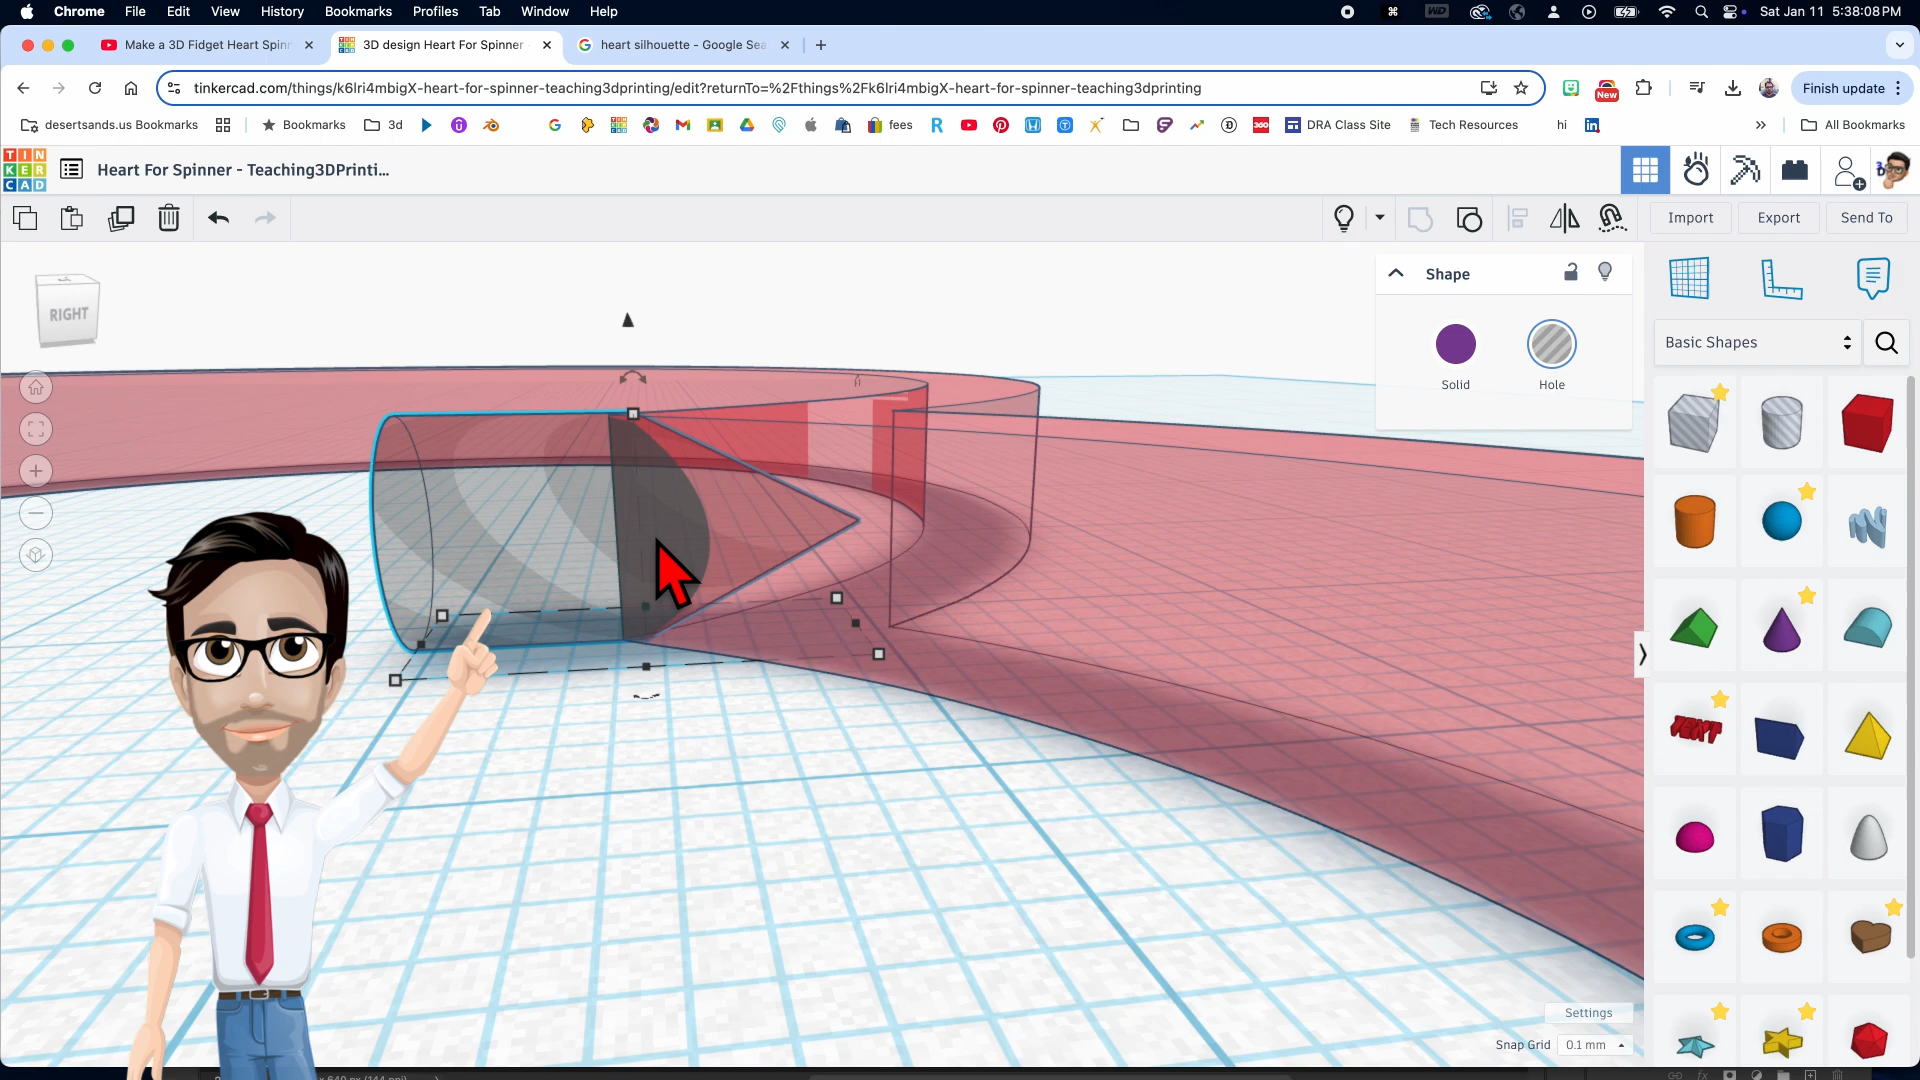 Chrome File Edit View History Bookmarks Profiles Tab Window Help
Sat Jan 11 5:38:08 PM
Make a 3D Fidget Heart Spinn
3D design Heart For Spinner
heart silhouette - Google Sea
tinkercad.com/things/k6lri4mbigX-heart-for-spinner-teaching3dprinting/edit?returnTo=%2Fthings%2Fk6lri4mbigX-heart-for-spinner-teaching3dprinting
New
Finish update
desertsands.us Bookmarks
Bookmarks
3d
fees
DRA Class Site
Tech Resources
hi
All Bookmarks
TIN
KER
CAD
Heart For Spinner - Teaching3DPrinti...
Import
Export
Send To
RIGHT
Shape
Solid
Hole
Basic Shapes
TEXT
Settings
Snap Grid 0.1 mm